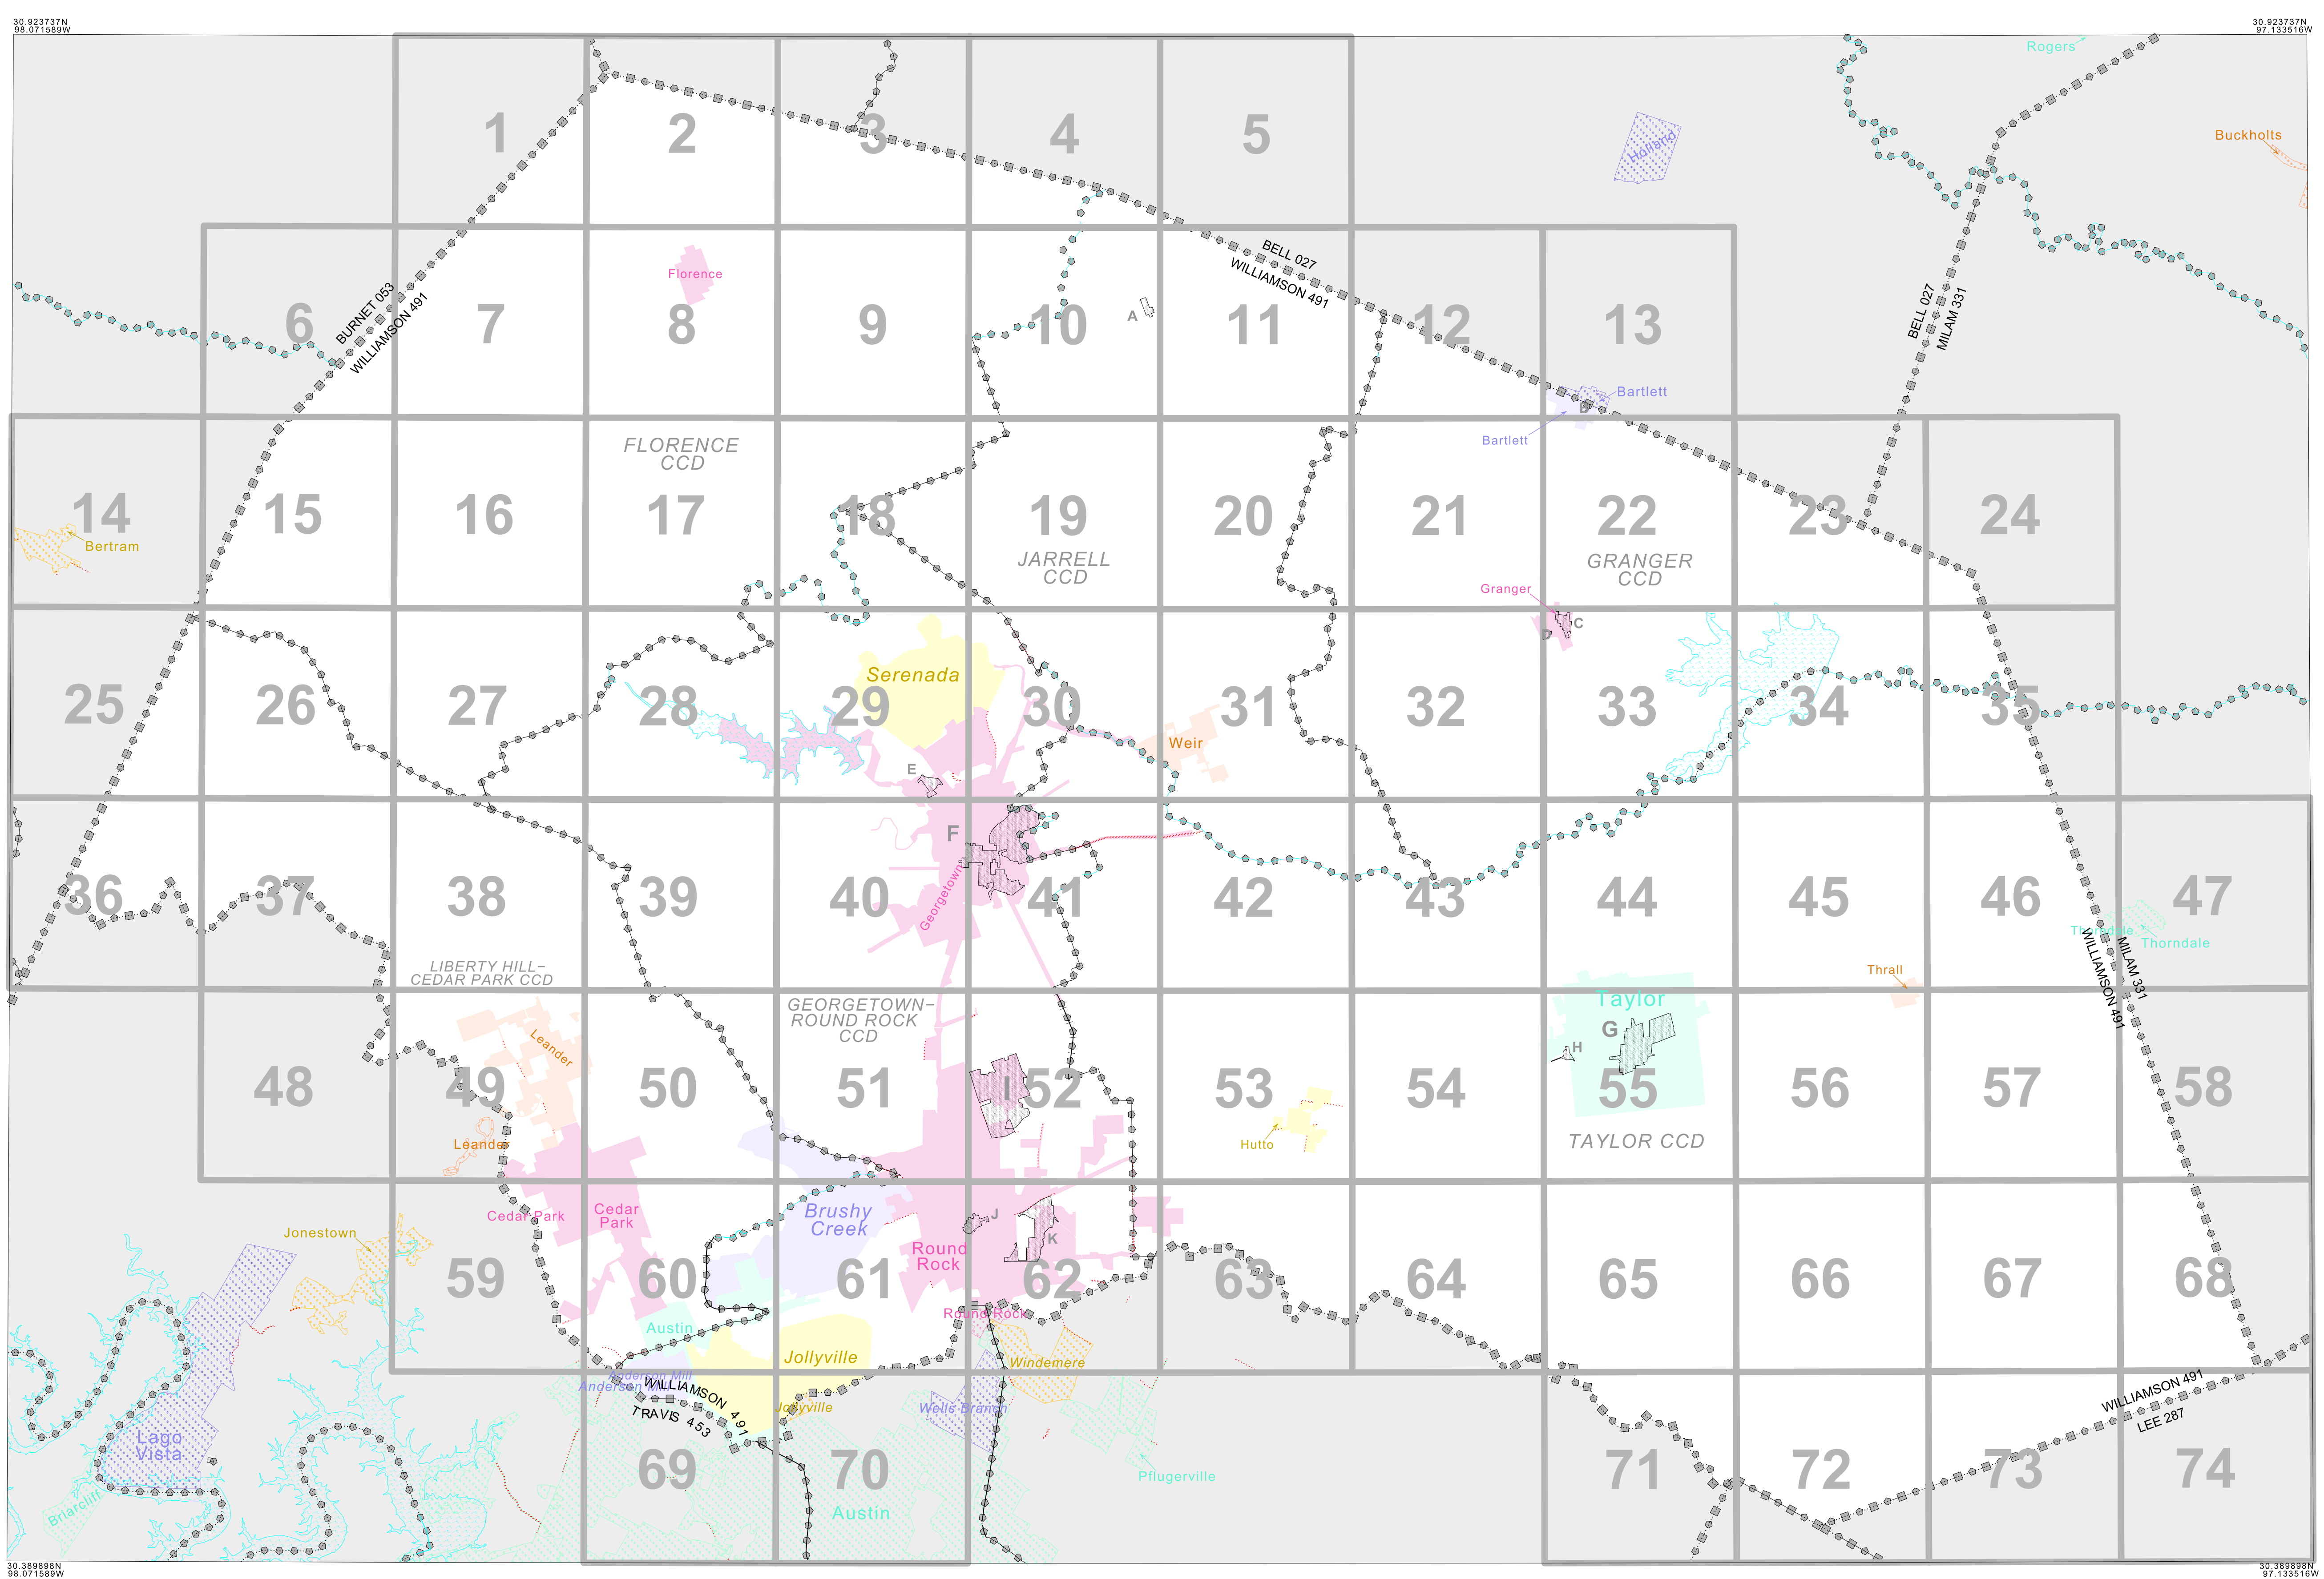 30.923737N
98.071589W
30.923737N
97.133516W
Rogers
Buckholts
Holland
1
2
3
4
5
BELL 027
WILLIAMSON 491
Florence
BURNET 053
WILLIAMSON 491
BELL 027
MILAM 331
6
7
8
9
10
A
11
12
13
Bartlett
Bartlett
FLORENCE
CCD
14
15
16
17
18
19
20
21
22
23
24
Bertram
JARRELL
CCD
GRANGER
CCD
Granger
C
D
Serenada
25
26
27
28
29
30
31
32
33
34
35
Weir
E
F
Georgetown
36
37
38
39
40
41
42
43
44
45
46
47
Thorndale
Thorndale
WILLIAMSON 491
MILAM 331
LIBERTY HILL-
CEDAR PARK CCD
Thrall
GEORGETOWN-
ROUND ROCK
CCD
Taylor
G
H
Leander
48
49
50
51
I
52
53
54
55
56
57
58
Leander
Hutto
TAYLOR CCD
Cedar Park
Cedar
Park
Brushy
Creek
J
K
Jonestown
Round
Rock
59
60
61
62
63
64
65
66
67
68
Round Rock
Austin
Jollyville
Windemere
Anderson Mill
Anderson Mill
WILLIAMSON 491
TRAVIS 453
Jollyville
Wells Branch
WILLIAMSON 491
LEE 287
Lago
Vista
69
70
71
72
73
74
Pflugerville
Briarcliff
Austin
30.389898N
98.071589W
30.389898N
97.133516W